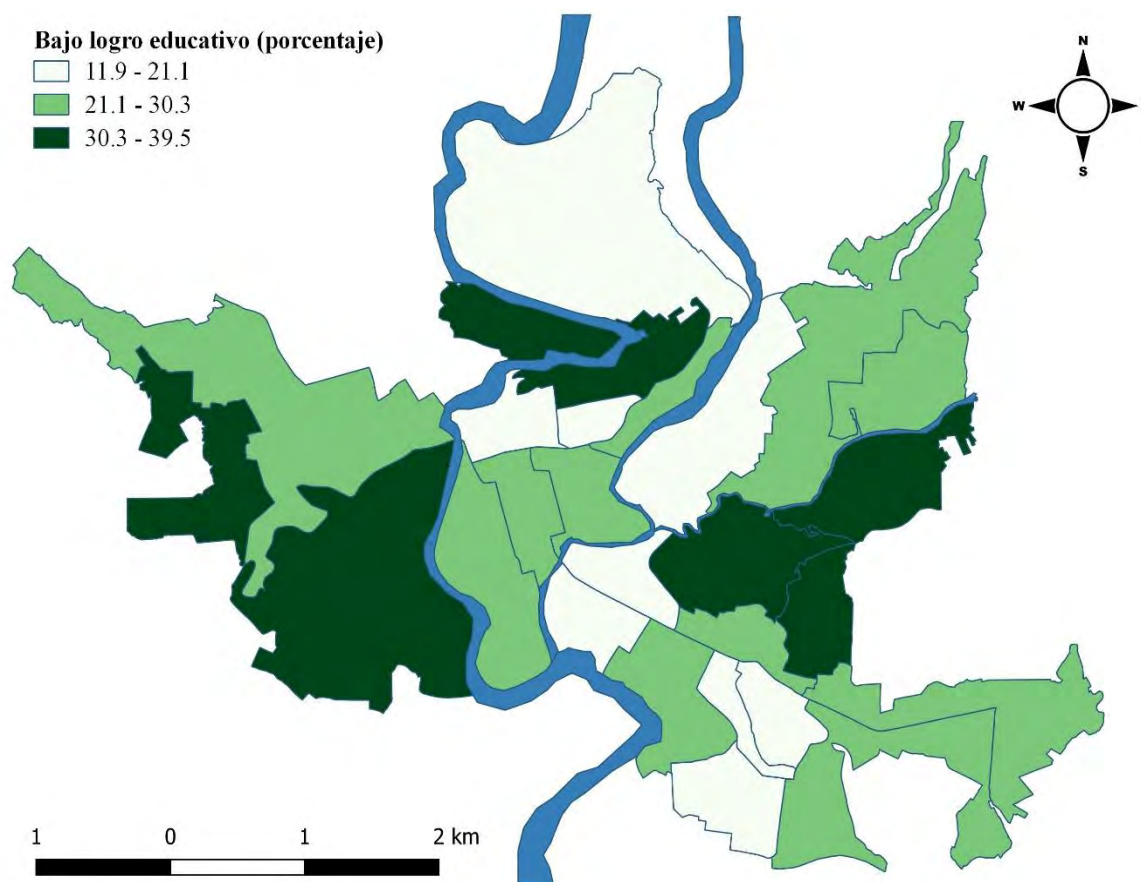 Bajo logro educativo (porcentaje)
11.9 - 21.1
21.1 - 30.3
30.3 - 39.5
N
W
S
1 0 1 2 km